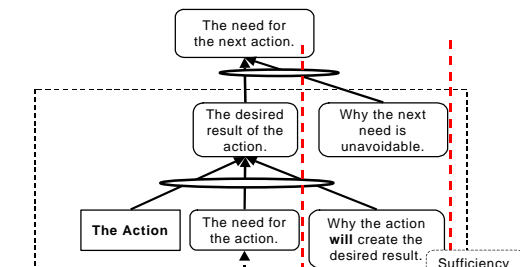 The need for
the next action.
The desired
result of the
action.
Why the next
need is
unavoidable.
The Action
The need for
the action.
Why the action
will create the
desired result.
Sufficiency